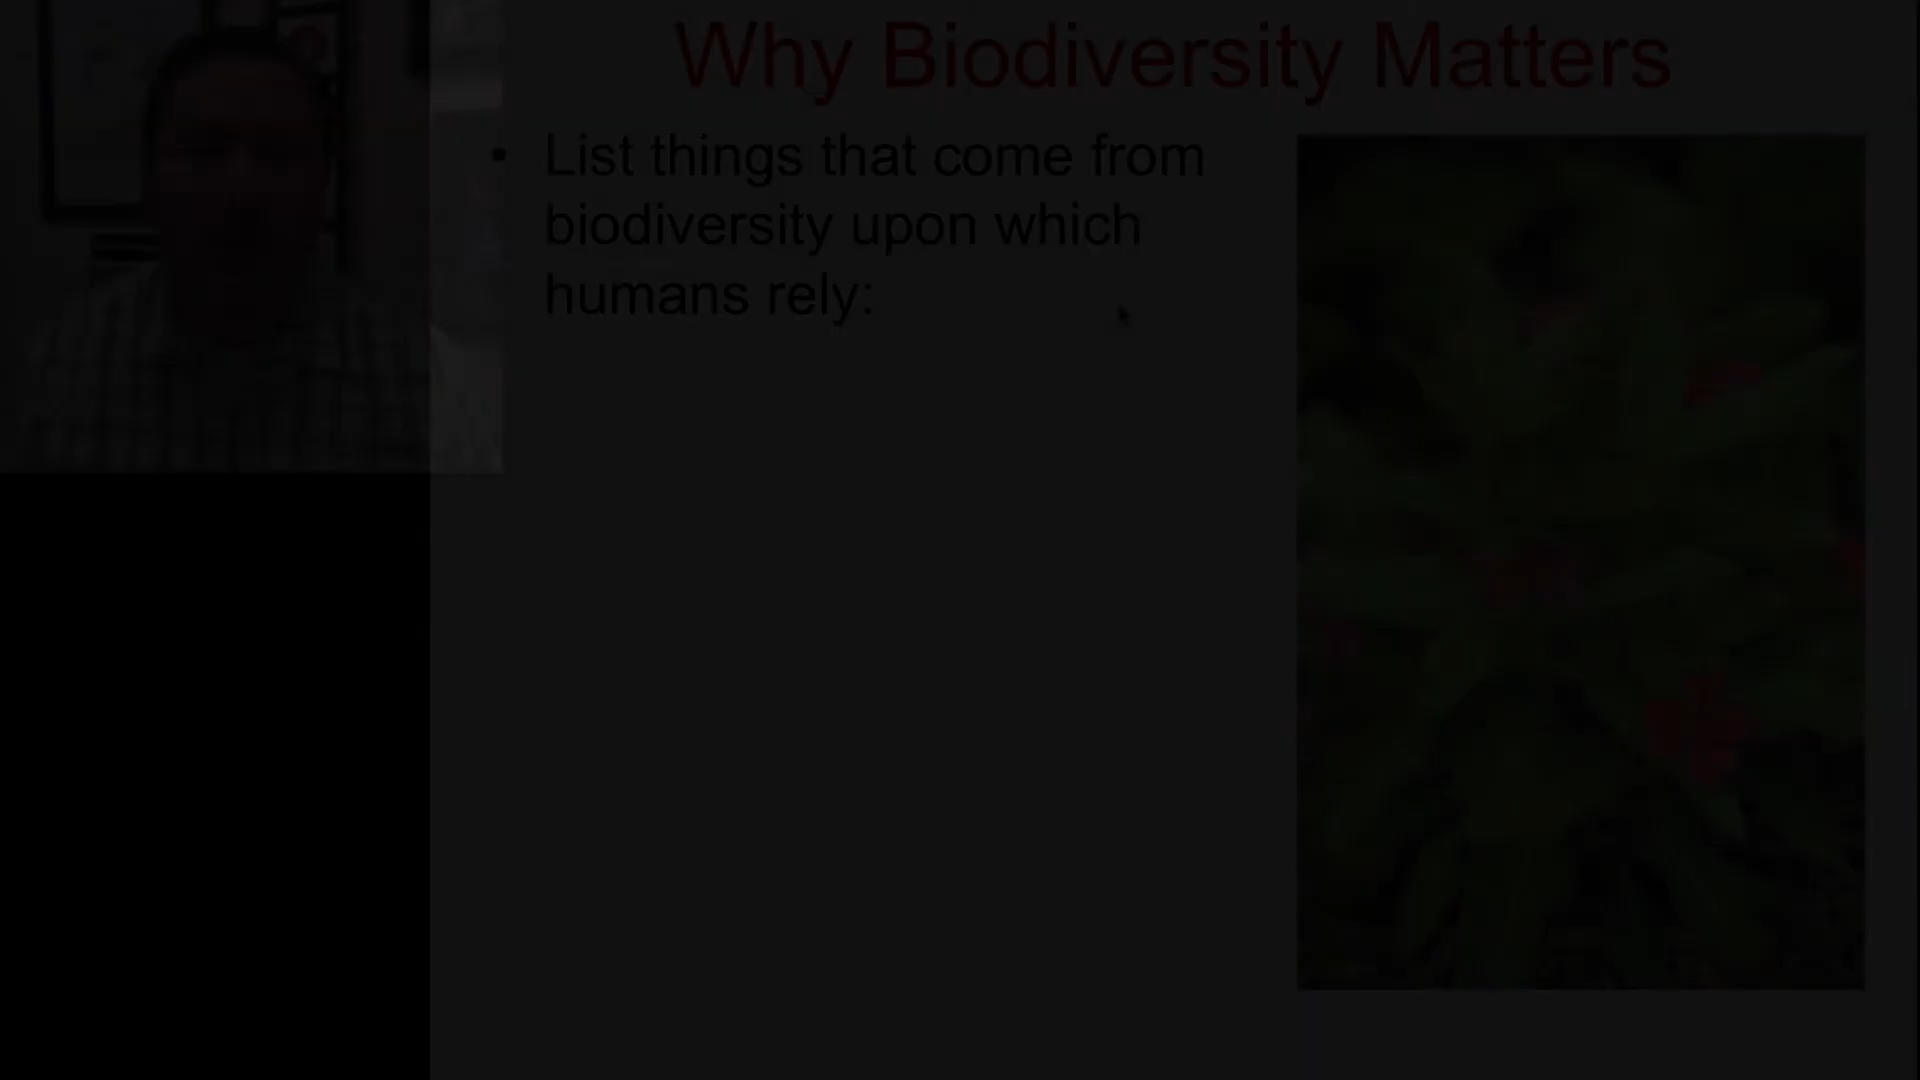 Why Biodiversity Matters
• List things that come from
biodiversity upon which
humans rely: